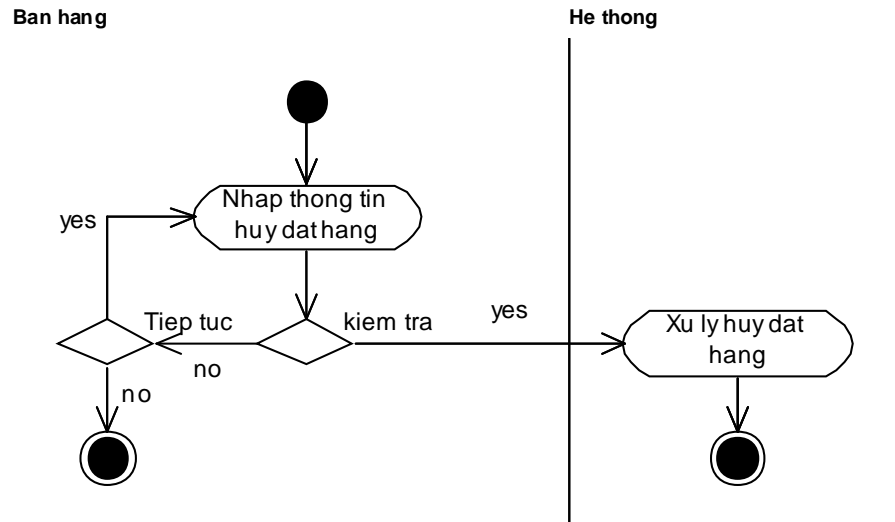 Ban hang
He thong
Nhap thong tin
huy dat hang
yes
Tiep tuc
kiem tra
yes
no
Xu ly huy dat
hang
no